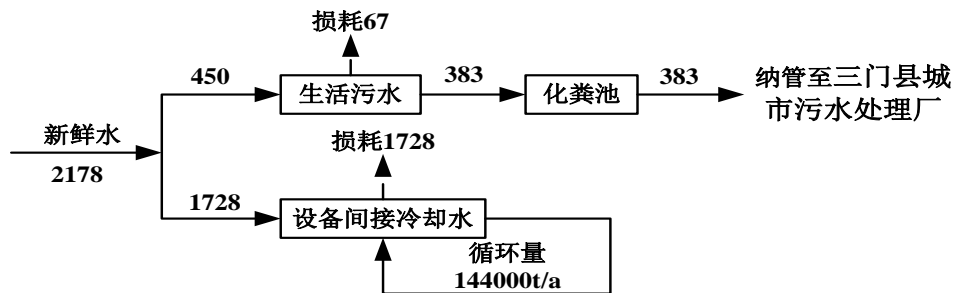 损耗67
450
生活污水
383
化粪池
383
纳管至三门县城
市污水处理厂
新鲜水
2178
损耗1728
1728
设备间接冷却水
循环量
144000t/a